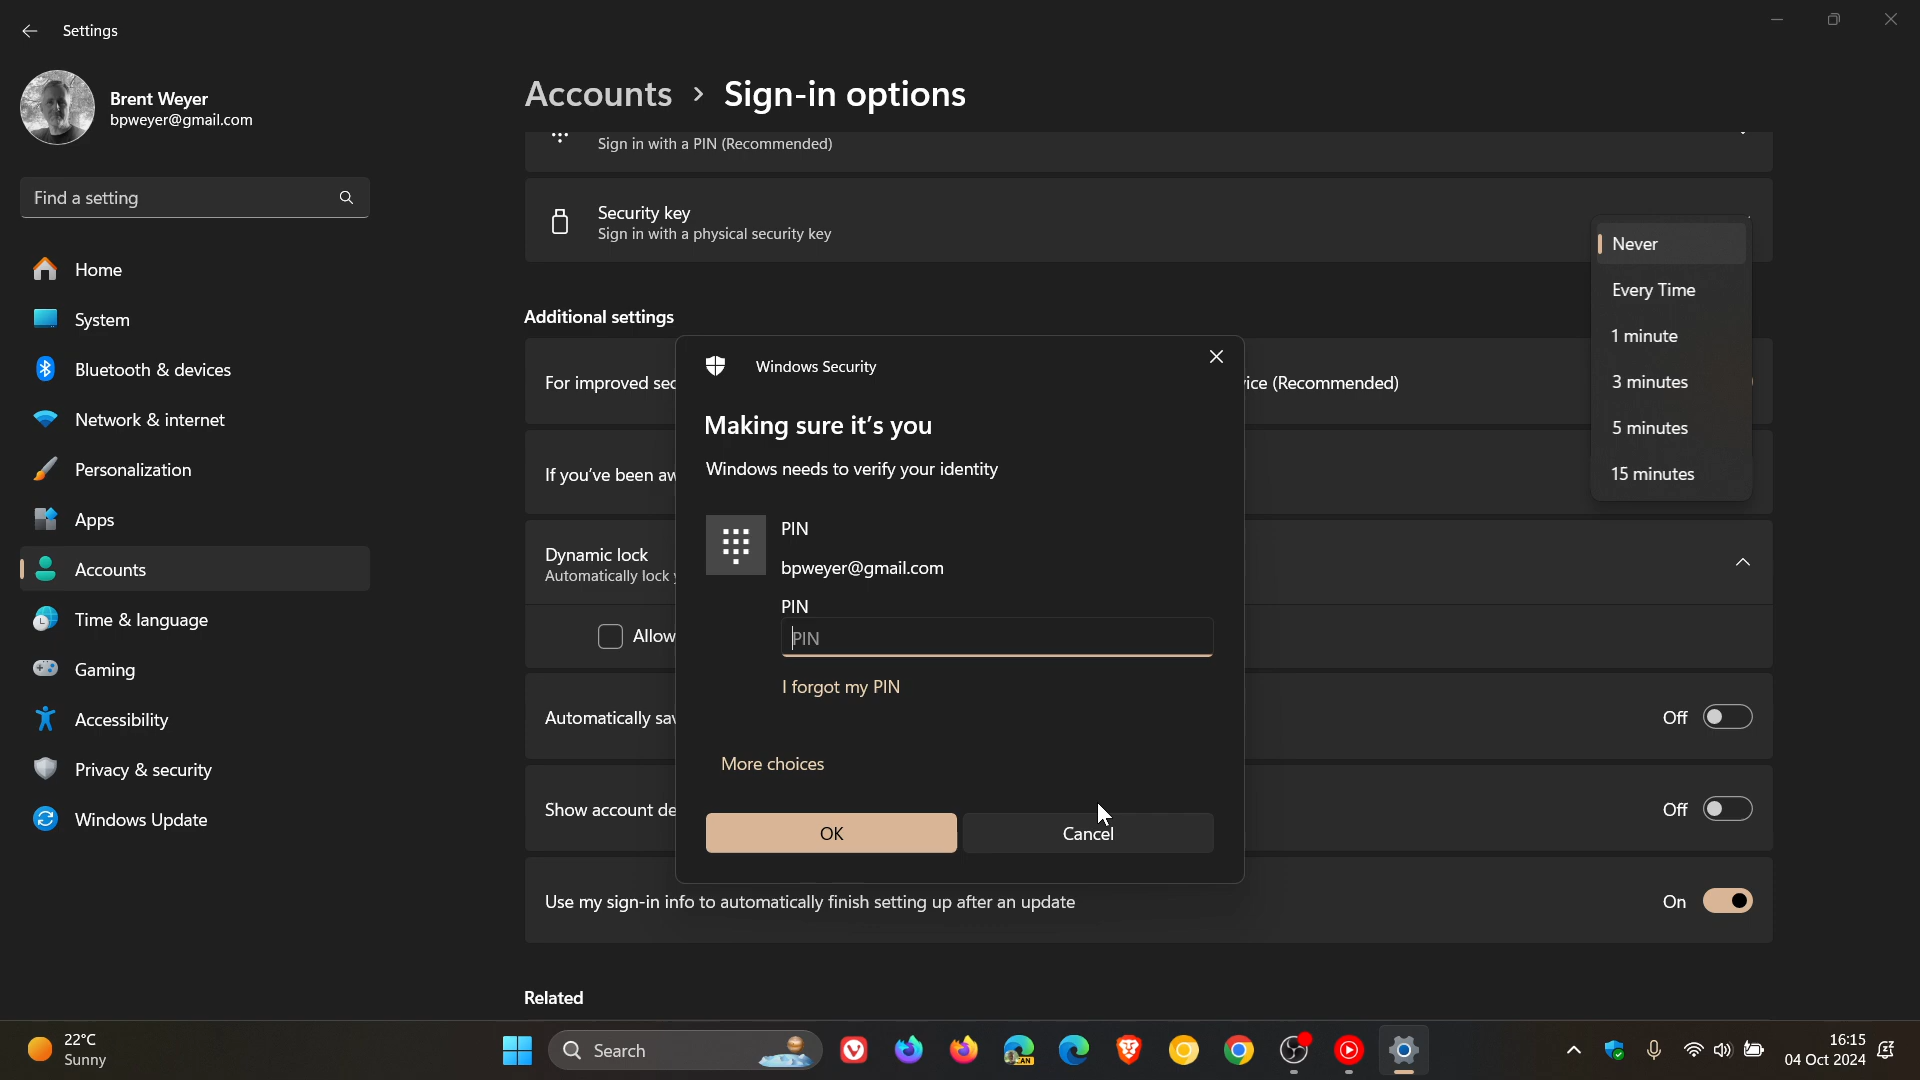 Settings
Brent Weyer
bpweyer@gmail.com
Find a setting
Home
System
Bluetooth & devices
Network & internet
Personalization
Apps
Accounts
Time & language
Gaming
Accessibility
Privacy & security
Windows Update
Accounts > Sign-in options
Sign in with a PIN (Recommended)
Security key
Sign in with a physical security key
Never
Every Time
1 minute
3 minutes
5 minutes
15 minutes
Additional settings
For improved sec
ice (Recommended)
If you've been aw
Dynamic lock
Automatically lock
Allow
Automatically sav
Off
Show account de
Off
Use my sign-in info to automatically finish setting up after an update
On
Related
Windows Security
Making sure it's you
Windows needs to verify your identity
PIN
bpweyer@gmail.com
PIN
PIN
I forgot my PIN
More choices
OK
Cancel
22°C
Sunny
Search
CAN
16:15
04 Oct 2024